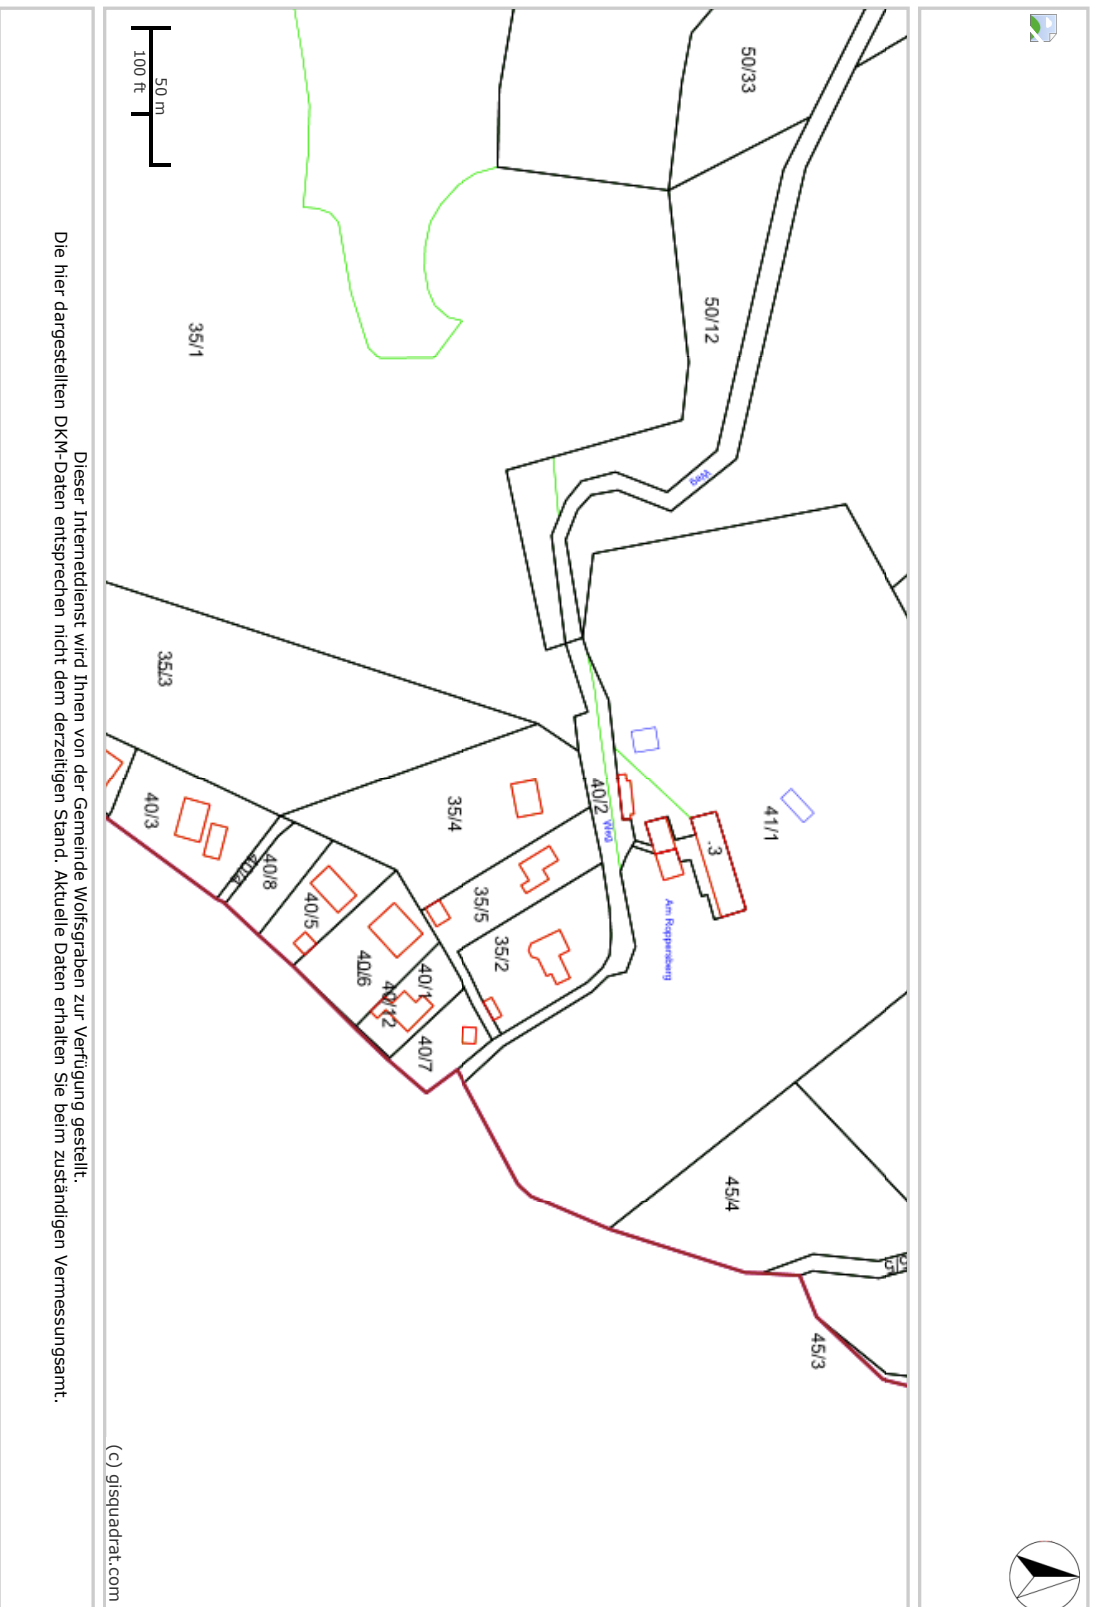 50/33
50/12
Weg
35/1
41/1
.3
Am Roppersberg
40/2
Weg
35/3
35/4
35/5
35/2
40/3
40/8
40/5
40/6
40/1
40/12
40/7
45/4
45/3
50 m
100 ft
(c) gisquadrat.com
Dieser Internetdienst wird Ihnen von der Gemeinde Wolfsgraben zur Verfügung gestellt.
Die hier dargestellten DKM-Daten entsprechen nicht dem derzeitigen Stand. Aktuelle Daten erhalten Sie beim zuständigen Vermessungsamt.